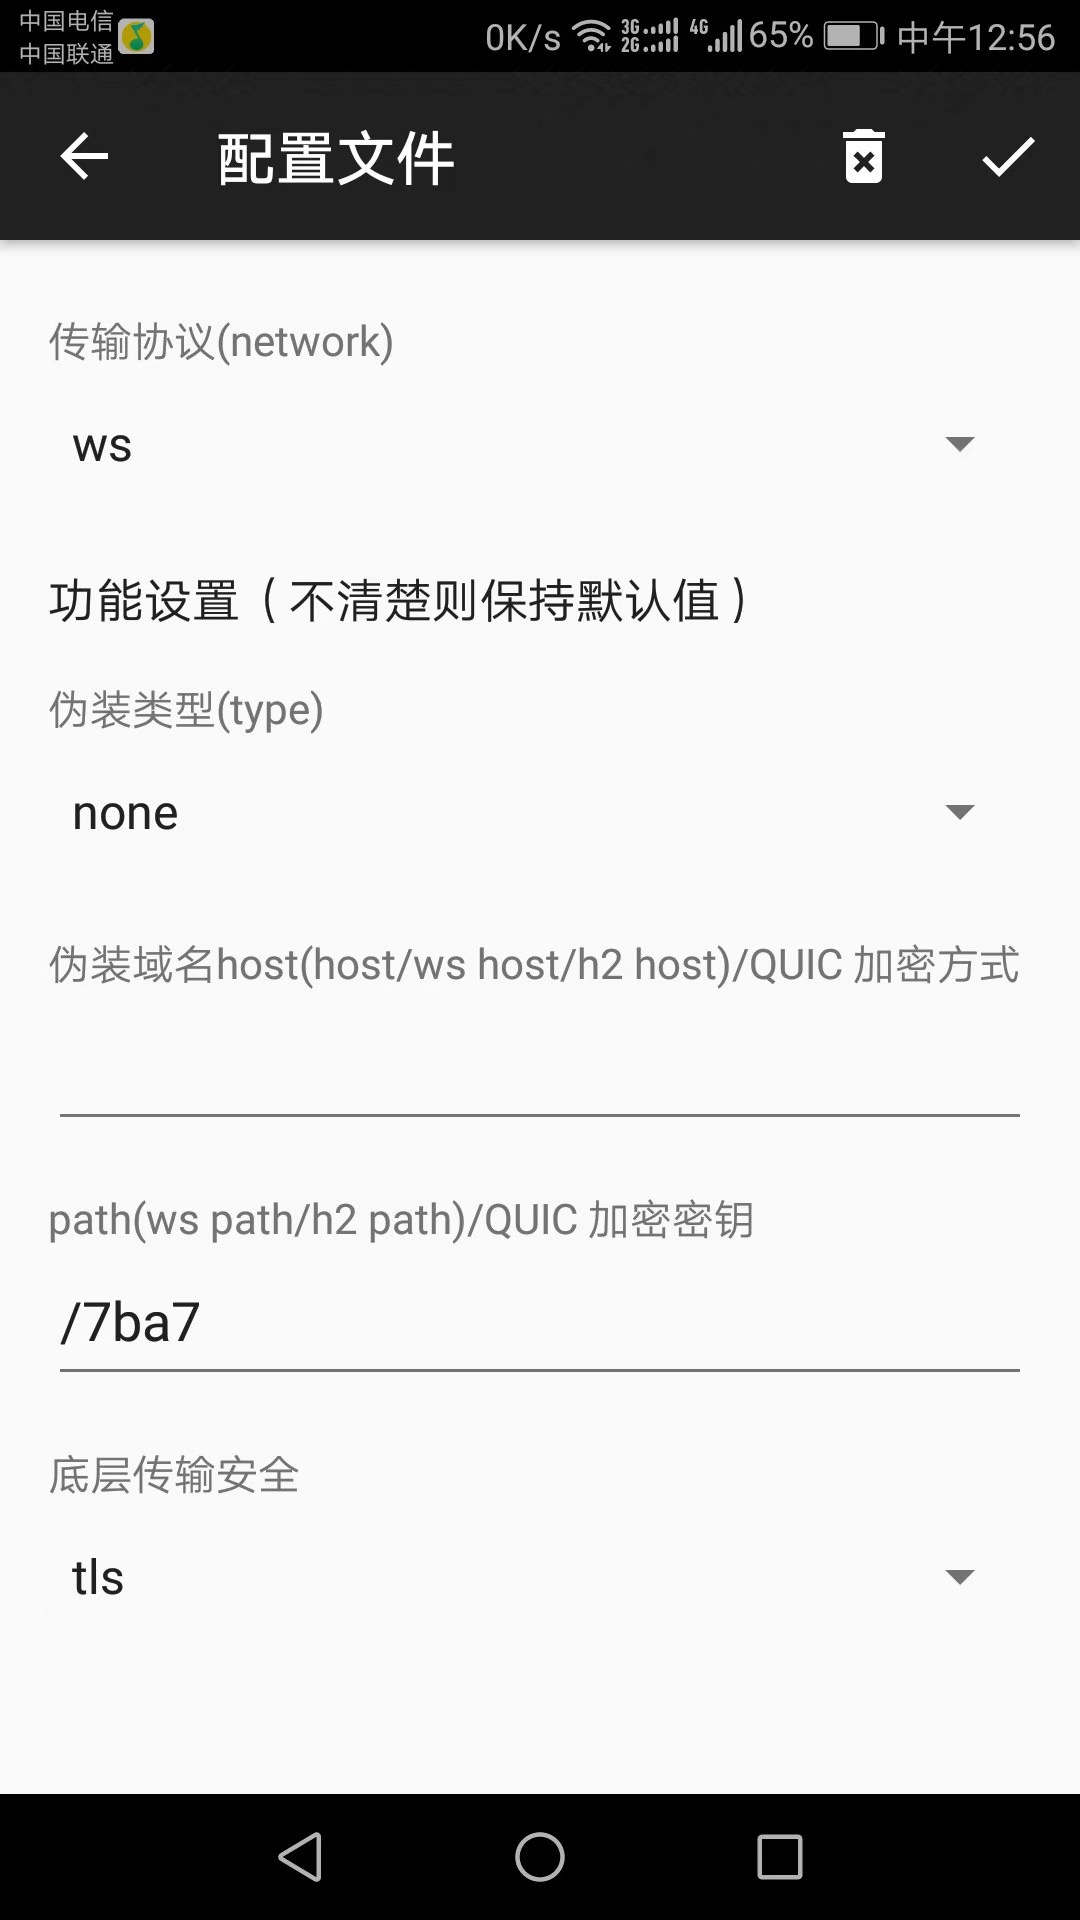 中国电信
中国联通
0K/s 3G 2G 4G 65% 中午12:56
配置文件
传输协议(network)
ws
功能设置（不清楚则保持默认值）
伪装类型(type)
none
伪装域名host(host/ws host/h2 host)/QUIC 加密方式
path(ws path/h2 path)/QUIC 加密密钥
/7ba7
底层传输安全
tls